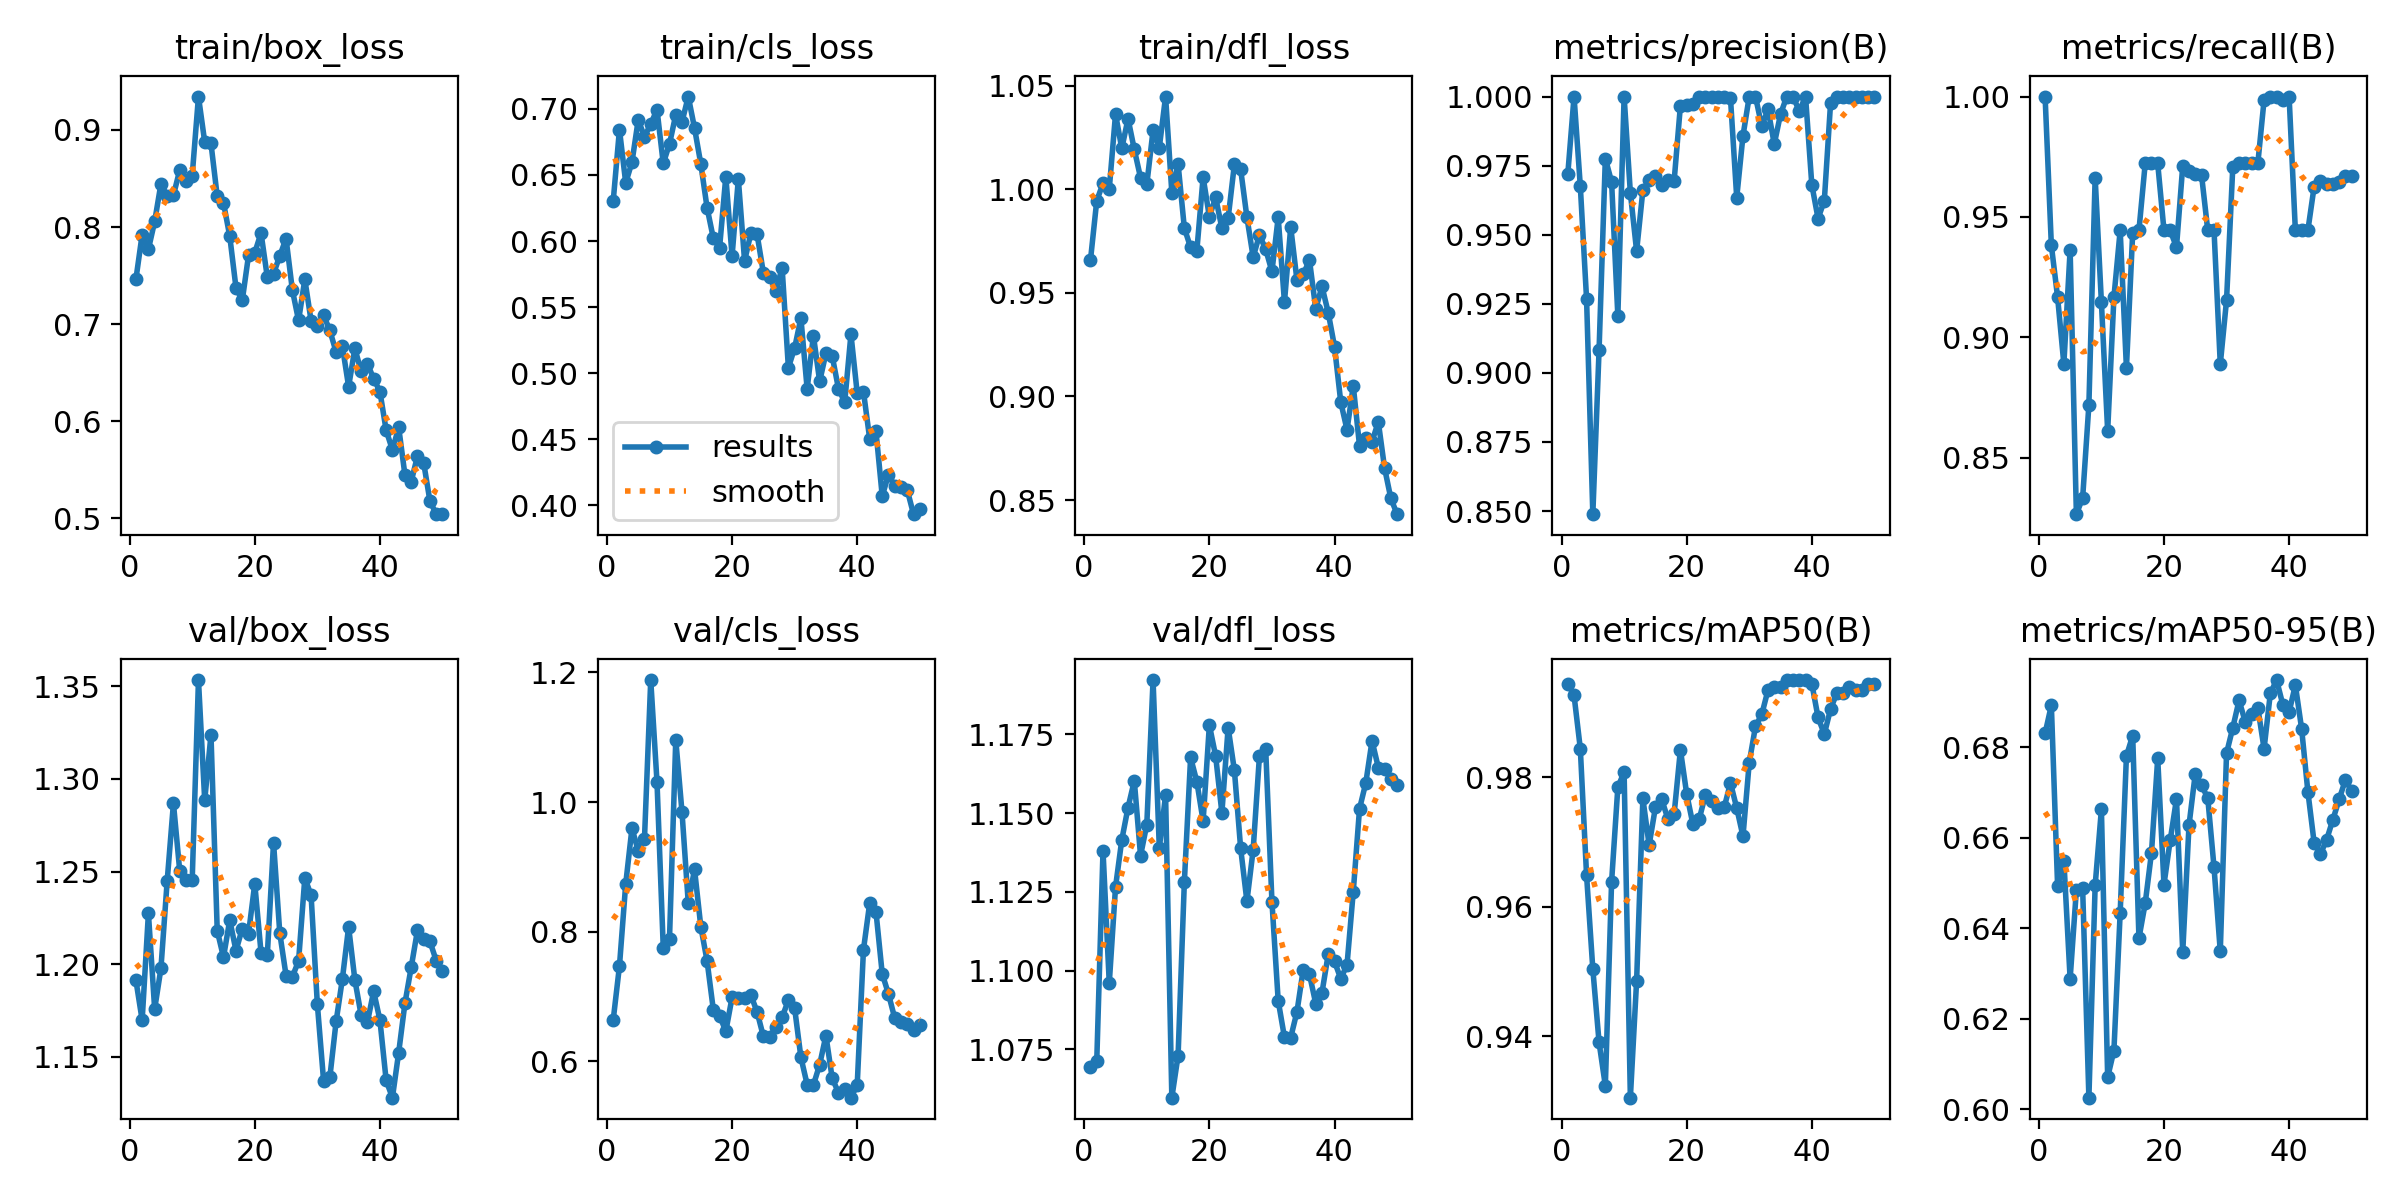 train/box_loss
0.9
0.8
0.7
0.6
0.5
0 20 40
train/cls_loss
0.70
0.65
0.60
0.55
0.50
0.45
0.40
results
smooth
0 20 40
train/dfl_loss
1.05
1.00
0.95
0.90
0.85
0 20 40
metrics/precision(B)
1.000
0.975
0.950
0.925
0.900
0.875
0.850
0 20 40
metrics/recall(B)
1.00
0.95
0.90
0.85
0 20 40
val/box_loss
1.35
1.30
1.25
1.20
1.15
0 20 40
val/cls_loss
1.2
1.0
0.8
0.6
0 20 40
val/dfl_loss
1.175
1.150
1.125
1.100
1.075
0 20 40
metrics/mAP50(B)
0.98
0.96
0.94
0 20 40
metrics/mAP50-95(B)
0.68
0.66
0.64
0.62
0.60
0 20 40